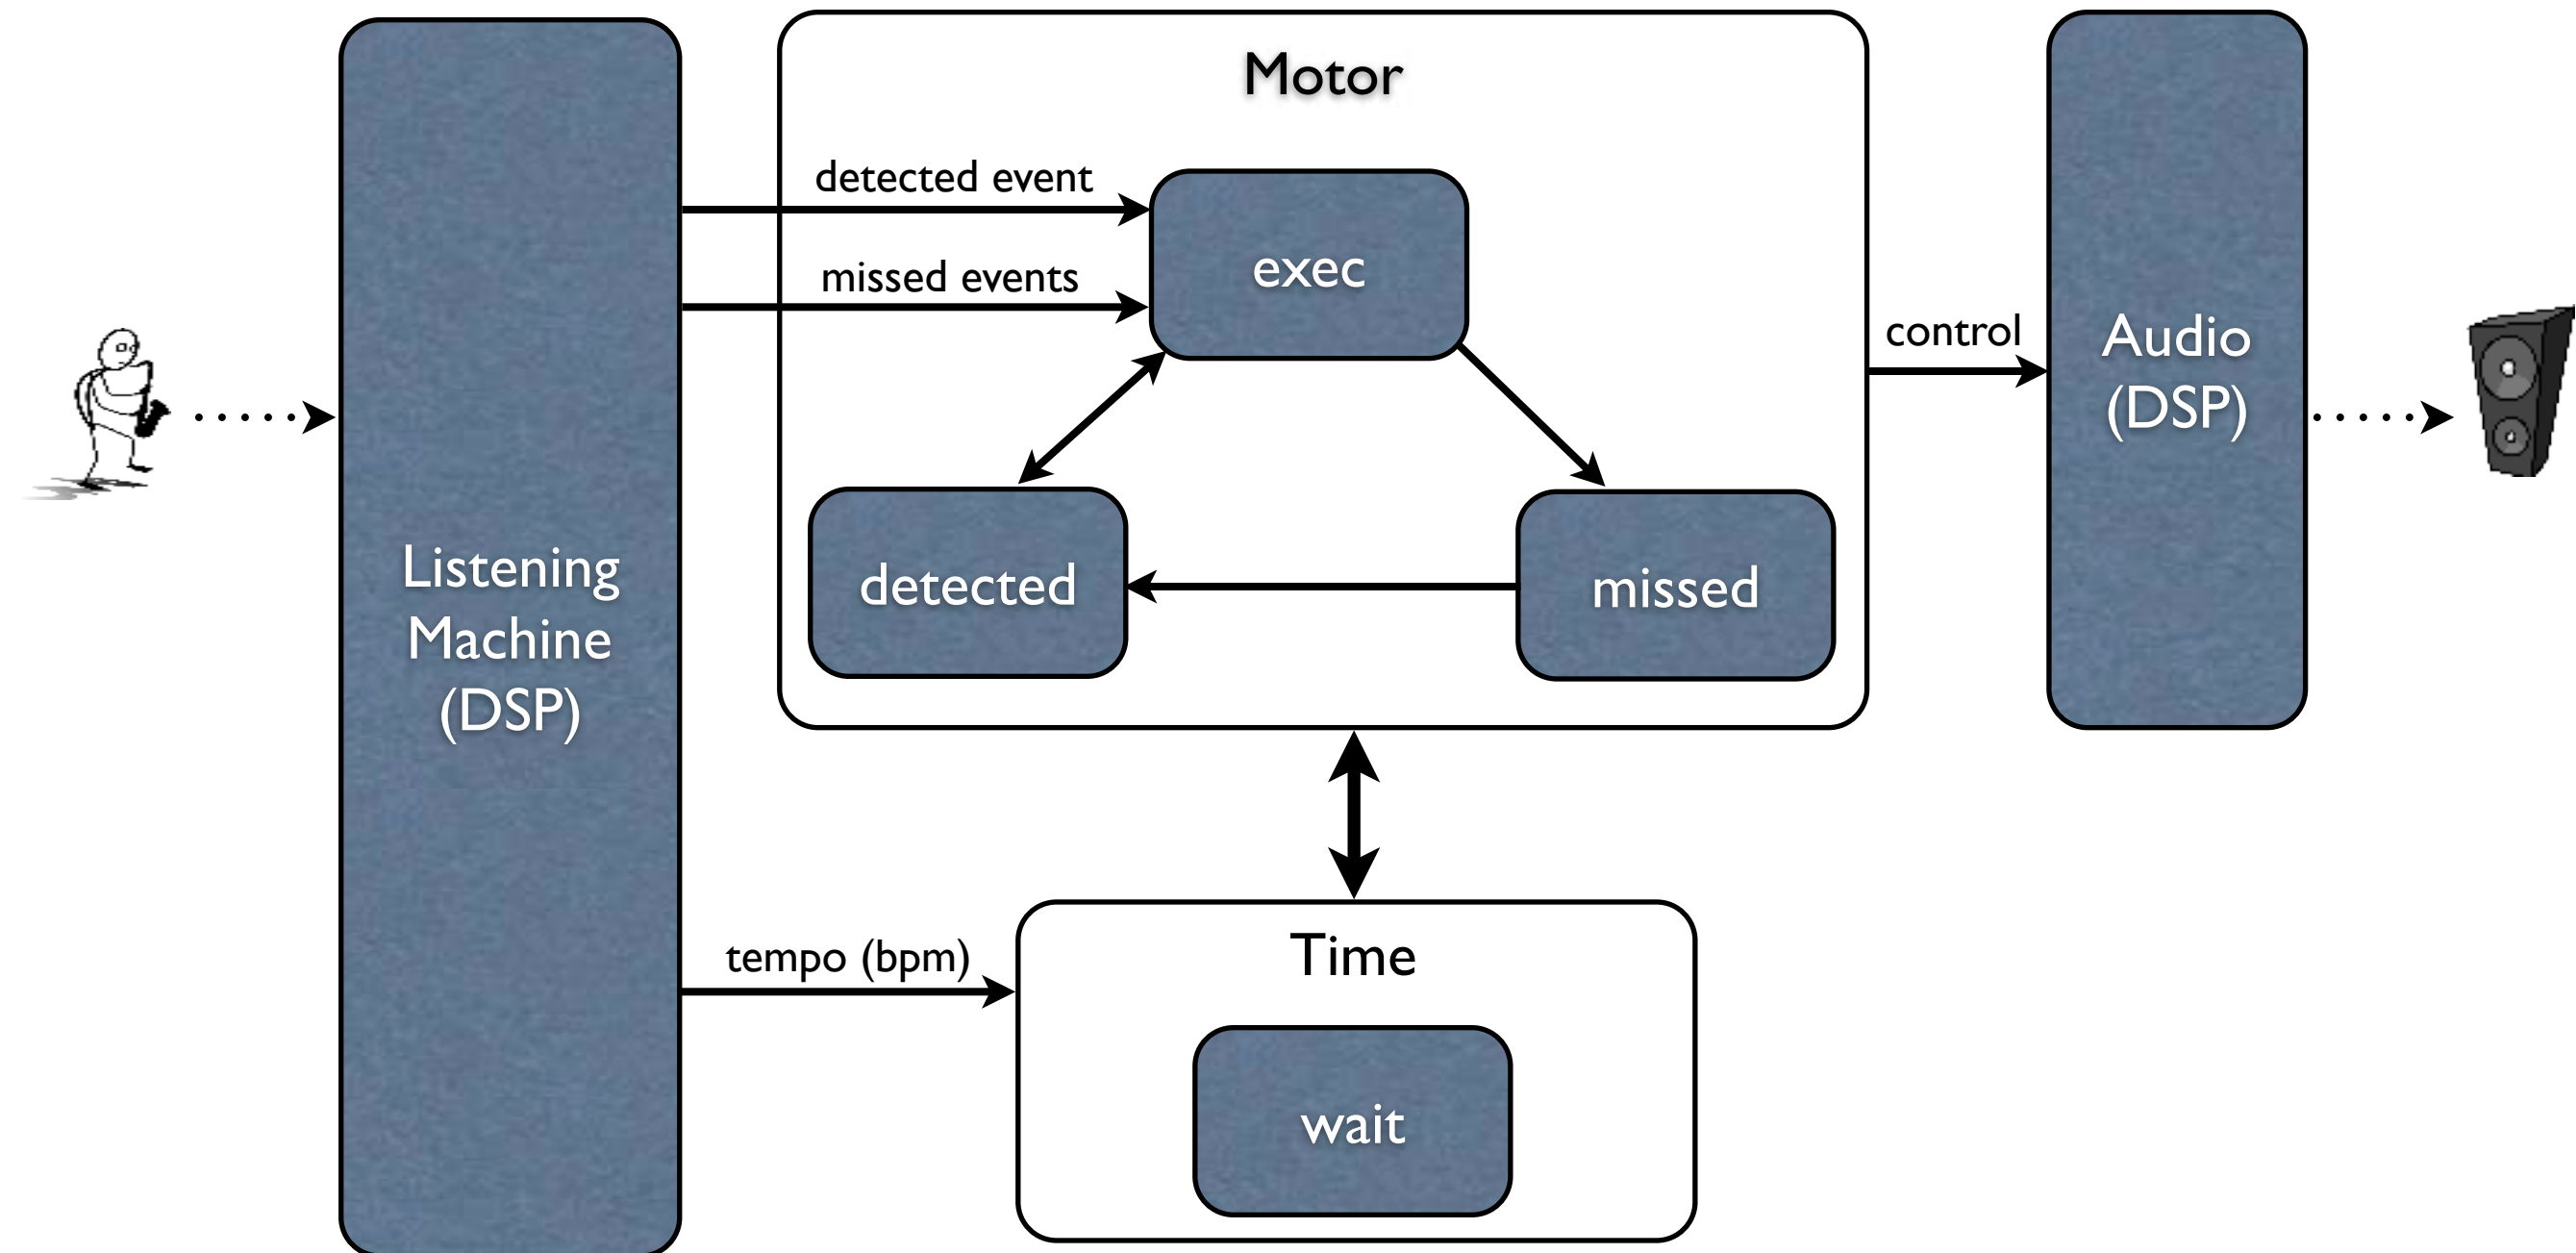 Motor
detected event
missed events
exec
control
Audio
(DSP)
Listening
Machine
(DSP)
detected
missed
tempo (bpm)
Time
wait